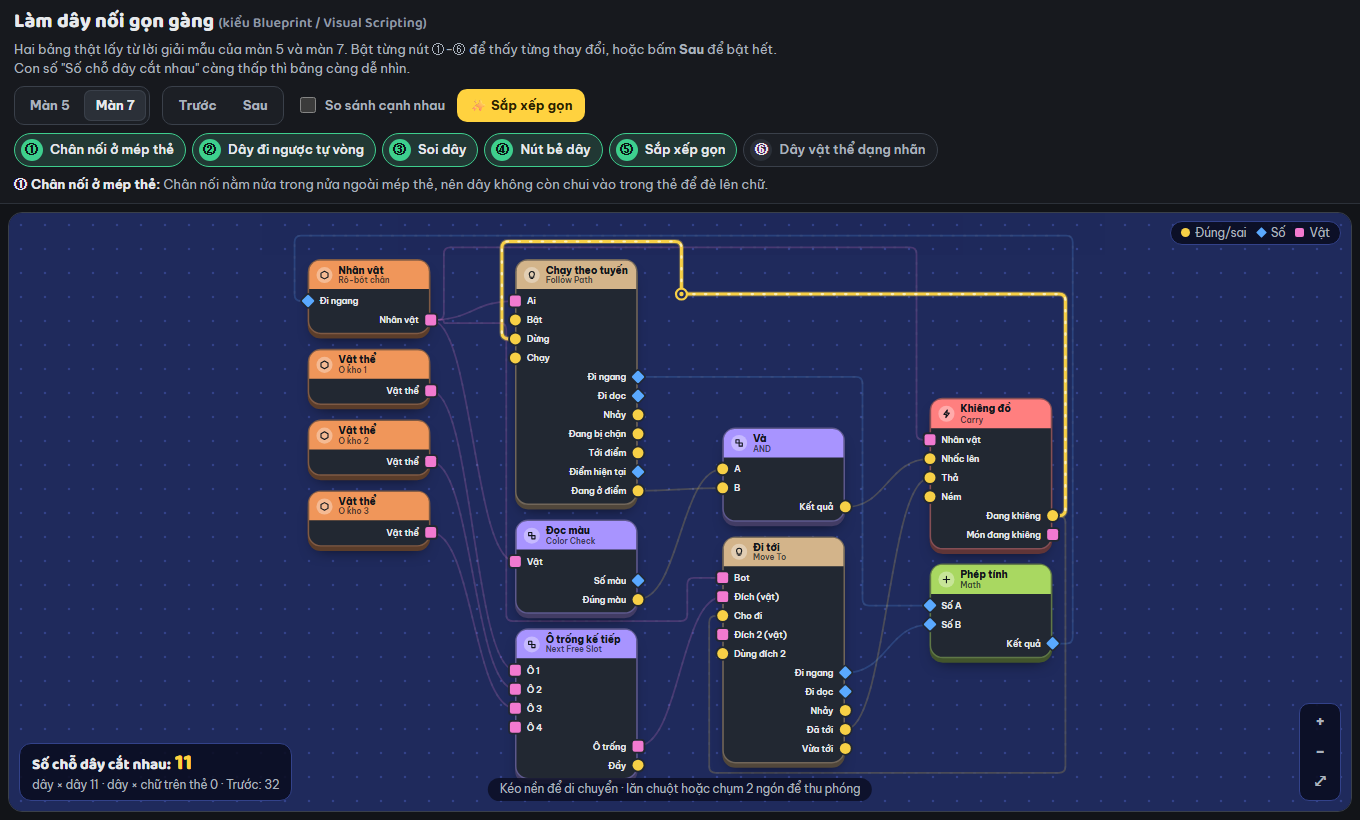 Làm dây nối gọn gàng (kiểu Blueprint / Visual Scripting)
Hai bảng thật lấy từ lời giải mẫu của màn 5 và màn 7. Bật từng nút ①–⑥ để thấy từng thay đổi, hoặc bấm Sau để bật hết.
Con số "Số chỗ dây cắt nhau" càng thấp thì bảng càng dễ nhìn.
Màn 5 Màn 7 Trước Sau So sánh cạnh nhau ✨ Sắp xếp gọn
① Chân nối ở mép thẻ ② Dây đi ngược tự vòng ③ Soi dây ④ Nút bẻ dây ⑤ Sắp xếp gọn ⑥ Dây vật thể dạng nhãn
① Chân nối ở mép thẻ: Chân nối nằm nửa trong nửa ngoài mép thẻ, nên dây không còn chui vào trong thẻ để đè lên chữ.
Đúng/sai Số Vật
Nhân vật
Rô-bốt chăn
Đi ngang
Nhân vật
Vật thể
Ô kho 1
Vật thể
Vật thể
Ô kho 2
Vật thể
Vật thể
Ô kho 3
Vật thể
Chạy theo tuyến
Follow Path
Ai
Bật
Dừng
Chạy
Đi ngang
Đi dọc
Nhảy
Đang bị chặn
Tới điểm
Điểm hiện tại
Đang ở điểm
Đọc màu
Color Check
Vật
Số màu
Đúng màu
Ô trống kế tiếp
Next Free Slot
Ô 1
Ô 2
Ô 3
Ô 4
Ô trống
Đầy
Và
AND
A
B
Kết quả
Đi tới
Move To
Bot
Đích (vật)
Cho đi
Đích 2 (vật)
Dùng đích 2
Đi ngang
Đi dọc
Nhảy
Đã tới
Vừa tới
Khiêng đồ
Carry
Nhân vật
Nhấc lên
Thả
Ném
Đang khiêng
Món đang khiêng
Phép tính
Math
Số A
Số B
Kết quả
Số chỗ dây cắt nhau: 11
dây × dây 11 · dây × chữ trên thẻ 0 · Trước: 32
Kéo nền để di chuyển · lăn chuột hoặc chụm 2 ngón để thu phóng
+
−
⤢